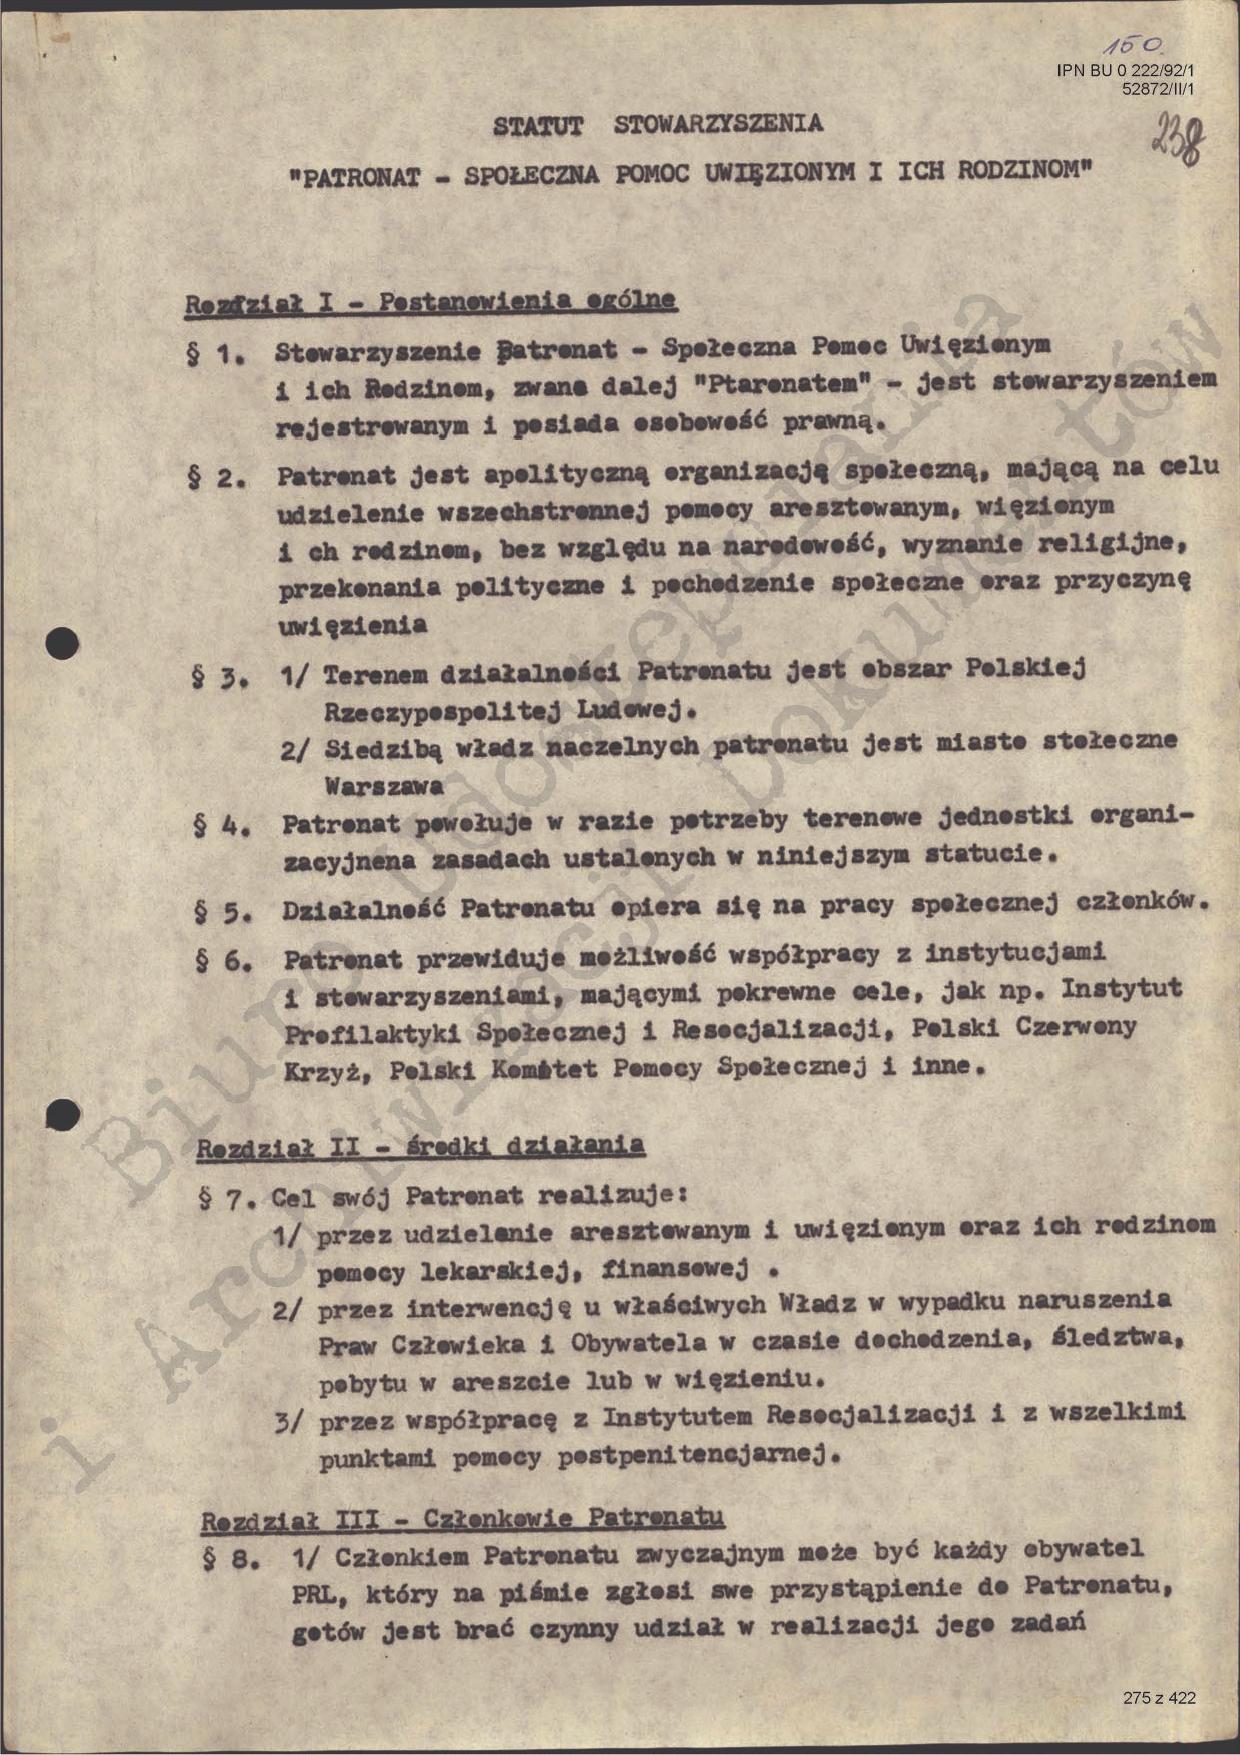 150.
IPN BU 0 222/92/1
52872/II/1
238
STATUT STOWARZYSZENIA
"PATRONAT - SPOŁECZNA POMOC UWIĘZIONYM I ICH RODZINOM"
Rozdział I - Postanowienia ogólne
§ 1. Stowarzyszenie Patronat - Społeczna Pomoc Uwięzionym
i ich Rodzinom, zwane dalej "Ptaronatem" - jest stowarzyszeniem
rejestrowanym i posiada osobowość prawną.
§ 2. Patronat jest apolityczną organizacją społeczną, mającą na celu
udzielenie wszechstronnej pomocy aresztowanym, więzionym
i ch rodzinom, bez względu na narodowość, wyznanie religijne,
przekonania polityczne i pochodzenie społeczne oraz przyczynę
uwięzienia
§ 3. 1/ Terenem działalności Patronatu jest obszar Polskiej
Rzeczypospolitej Ludowej.
2/ Siedzibą władz naczelnych patronatu jest miasto stołeczne
Warszawa
§ 4. Patronat powołuje w razie potrzeby terenowe jednostki organi-
zacyjnena zasadach ustalonych w niniejszym statucie.
§ 5. Działalność Patronatu opiera się na pracy społecznej członków.
§ 6. Patronat przewiduje możliwość współpracy z instytucjami
i stowarzyszeniami, mającymi pokrewne cele, jak np. Instytut
Profilaktyki Społecznej i Resocjalizacji, Polski Czerwony
Krzyż, Polski Komitet Pomocy Społecznej i inne.
Rozdział II - środki działania
§ 7. Cel swój Patronat realizuje:
1/ przez udzielanie aresztowanym i uwięzionym oraz ich rodzinom
pomocy lekarskiej, finansowej .
2/ przez interwencję u właściwych Władz w wypadku naruszenia
Praw Człowieka i Obywatela w czasie dochodzenia, śledztwa,
pobytu w areszcie lub w więzieniu.
3/ przez współpracę z Instytutem Resocjalizacji i z wszelkimi
punktami pomocy postpenitencjarnej.
Rozdział III - Członkowie Patronatu
§ 8. 1/ Członkiem Patronatu zwyczajnym może być każdy obywatel
PRL, który na piśmie zgłosi swe przystąpienie do Patronatu,
gotów jest brać czynny udział w realizacji jego zadań
275 z 422
Biuro Udostępniania
i Archiwizacji Dokumentów